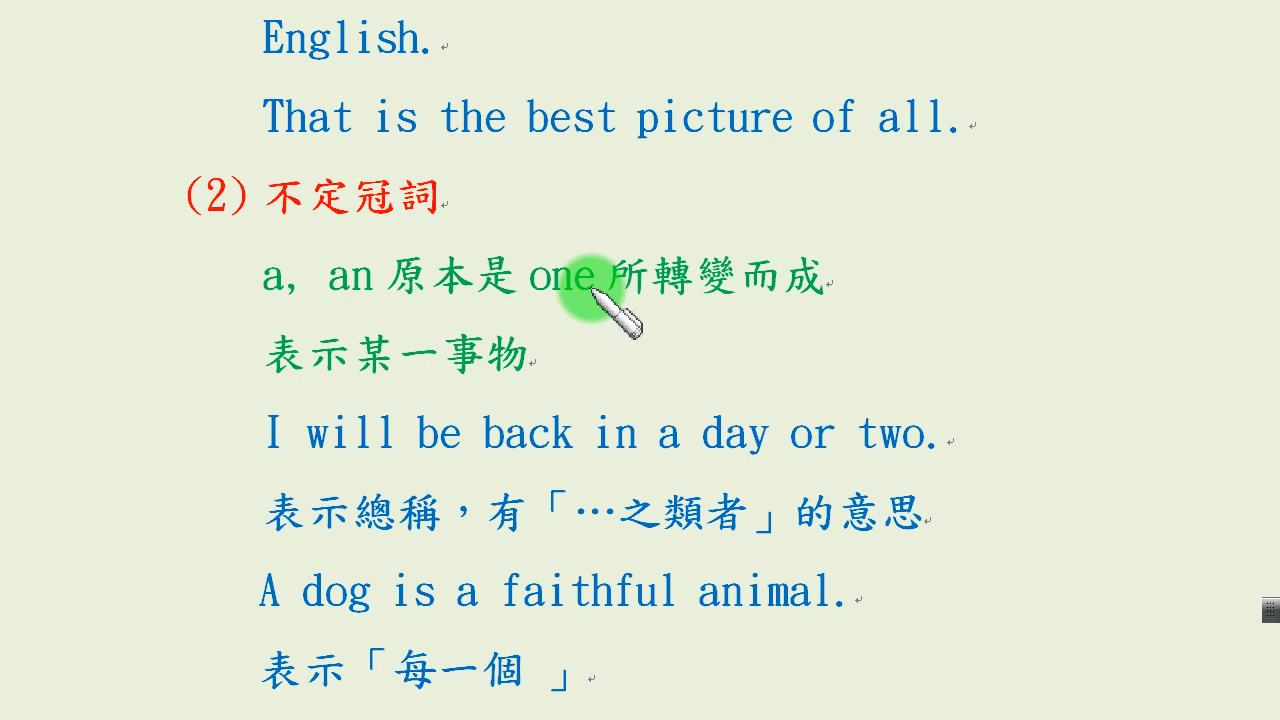 English.
That is the best picture of all.
(2) 不定冠詞
a, an 原本是 one 所轉變而成
表示某一事物
I will be back in a day or two.
表示總稱，有「…之類者」的意思
A dog is a faithful animal.
表示「每一個 」